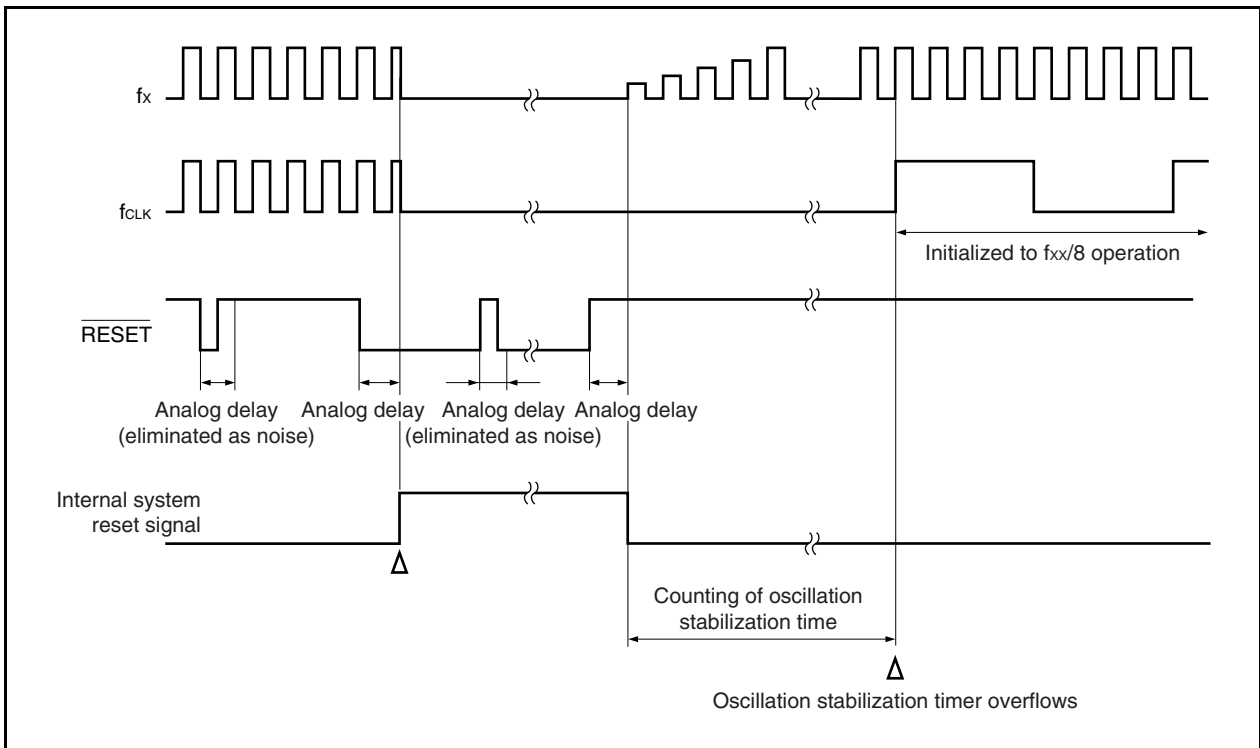 fX
fCLK
Initialized to fXX/8 operation
RESET
Analog delay
(eliminated as noise)
Analog delay
Analog delay
(eliminated as noise)
Analog delay
Internal system
reset signal
Counting of oscillation
stabilization time
Oscillation stabilization timer overflows